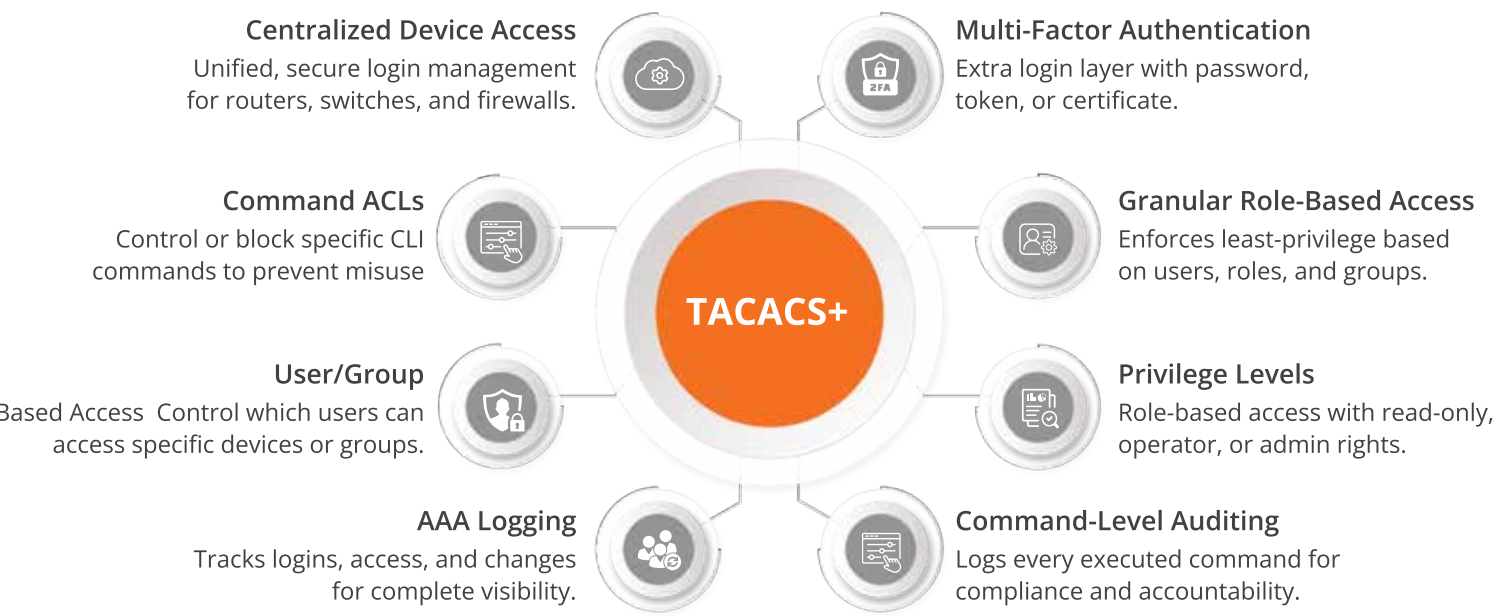 Centralized Device Access
Unified, secure login management
for routers, switches, and firewalls.
Multi-Factor Authentication
Extra login layer with password,
token, or certificate.
2FA
Command ACLs
Control or block specific CLI
commands to prevent misuse
Granular Role-Based Access
Enforces least-privilege based
on users, roles, and groups.
TACACS+
User/Group
Based Access Control which users can
access specific devices or groups.
Privilege Levels
Role-based access with read-only,
operator, or admin rights.
AAA Logging
Tracks logins, access, and changes
for complete visibility.
Command-Level Auditing
Logs every executed command for
compliance and accountability.